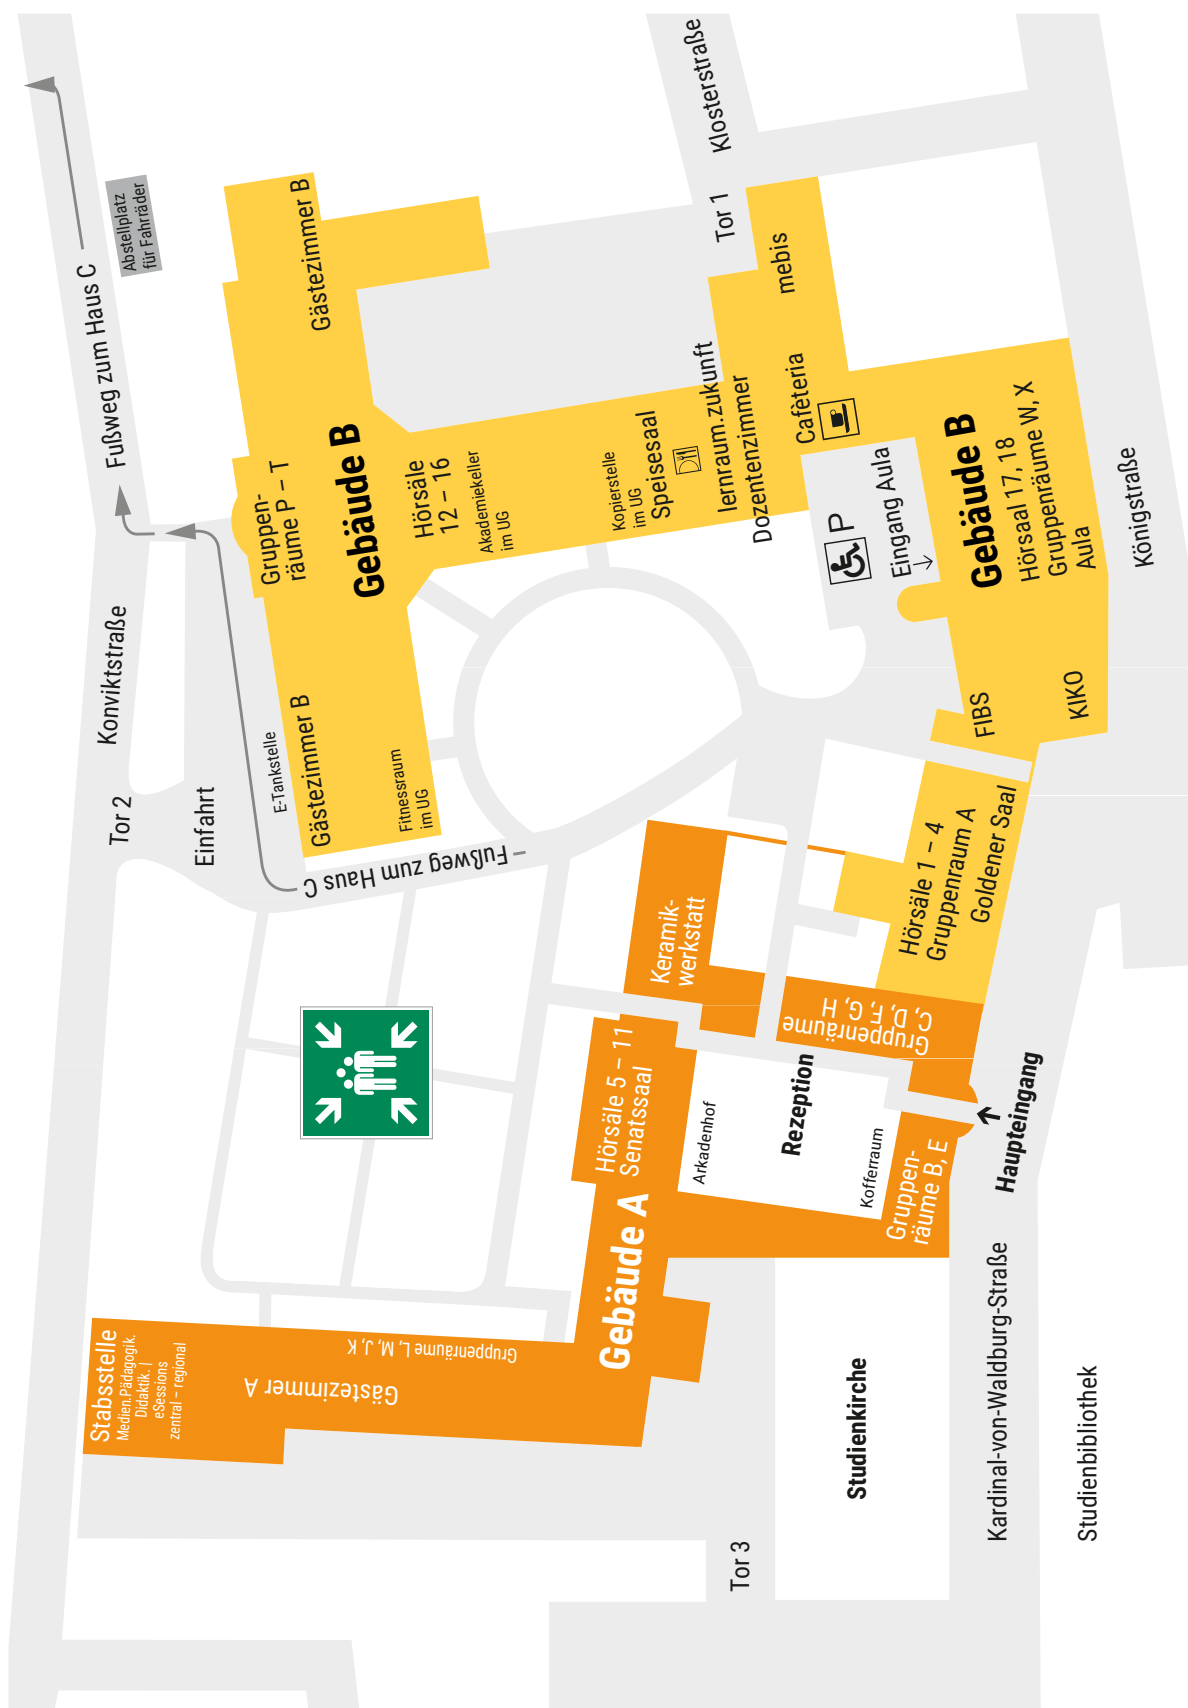 Stabsstelle
Medien.Pädagogik.
Didaktik. |
eSessions
zentral – regional
Gästezimmer A
Gruppenräume L, M, J, K
Gebäude A
Hörsäle 5 – 11
Senatssaal
Keramik-
werkstatt
Arkadenhof
Rezeption
Kofferraum
Gruppen-
räume B, E
Gruppenräume
C, D, F, G, H
Haupteingang
Studienkirche
Tor 3
Kardinal-von-Waldburg-Straße
Studienbibliothek
Tor 2
Einfahrt
Konviktstraße
E-Tankstelle
Gästezimmer B
Fitnessraum
im UG
Fußweg zum Haus C
Gruppen-
räume P – T
Gebäude B
Hörsäle
12 – 16
Akademiekeller
im UG
Gästezimmer B
Fußweg zum Haus C
Abstellplatz
für Fahrräder
Kopierstelle
im UG
Speisesaal
lernraum.zukunft
Dozentenzimmer
Cafeteria
mebis
Tor 1
Klosterstraße
P
Eingang Aula
Gebäude B
Hörsaal 17, 18
Gruppenräume W, X
Aula
FIBS
KIKO
Hörsäle 1 – 4
Gruppenraum A
Goldener Saal
Königstraße